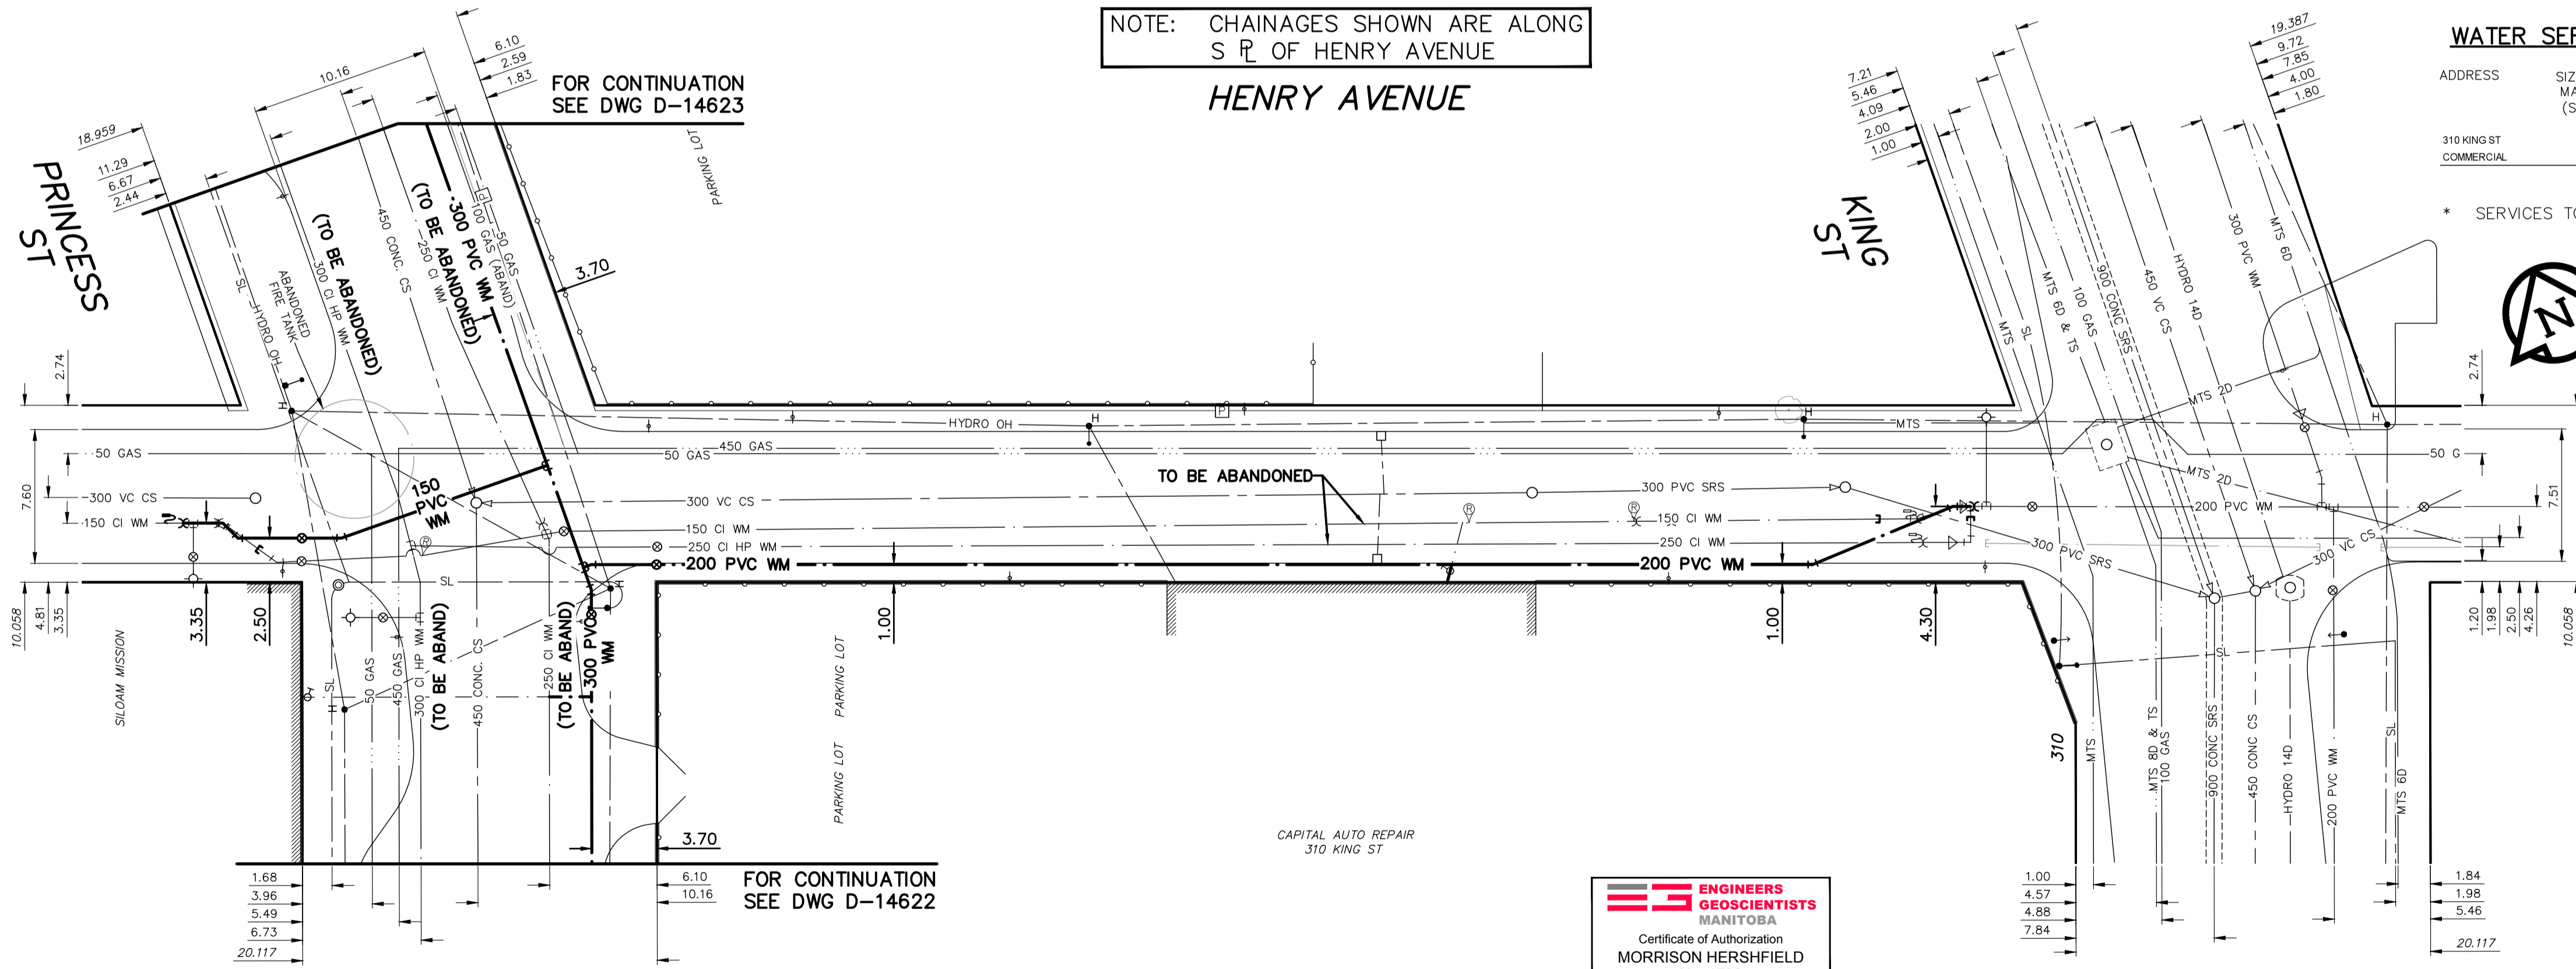 NOTE: CHAINAGES SHOWN ARE ALONG
S ⅊ OF HENRY AVENUE
HENRY AVENUE
FOR CONTINUATION
SEE DWG D-14623
6.10
2.59
1.83
10.16
18.959
11.29
6.67
2.44
PRINCESS
ST
PARKING LOT
7.21
5.46
4.09
2.00
1.00
KING
ST
19.387
9.72
7.85
4.00
1.80
WATER SER
ADDRESS
SIZ
MA
(S
310 KING ST
COMMERCIAL
* SERVICES TO
N
SL
HYDRO OH
ABANDONED
FIRE TANK
300 CI HP WM
(TO BE ABANDONED)
450 CONC. CS
250 CI WM
(TO BE ABANDONED)
300 PVC WM
100 GAS (ABAND)
50 GAS
P
3.70
MTS
SL
MTS 6D & TS
100 GAS
900 CONC SRS
450 VC CS
HYDRO 14D
300 PVC WM
MTS 6D
2.74
7.60
10.058
4.81
3.35
50 GAS
300 VC CS
150 CI WM
150
PVC
WM
H
HYDRO OH
H
P
H
MTS
MTS 2D
H
450 GAS
50 GAS
TO BE ABANDONED
300 VC CS
300 PVC SRS
MTS 2D
50 G
150 CI WM
R
R
150 CI WM
200 PVC WM
R
250 CI HP WM
250 CI WM
300 PVC SRS
300 VC CS
200 PVC WM
200 PVC WM
SL
H
2.74
7.51
1.20
1.98
2.50
4.26
10.058
3.35
2.50
1.00
1.00
4.30
SILOAM MISSION
H
SL
50 GAS
450 GAS
300 CI HP WM
(TO BE ABAND)
450 CONC. CS
250 CI WM
(TO BE ABAND)
300 PVC
WM
PARKING LOT
PARKING LOT
3.70
CAPITAL AUTO REPAIR
310 KING ST
310
MTS
MTS 8D & TS
100 GAS
900 CONC SRS
450 CONC CS
HYDRO 14D
200 PVC WM
SL
MTS 6D
SL
1.68
3.96
5.49
6.73
20.117
6.10
10.16
FOR CONTINUATION
SEE DWG D-14622
ENGINEERS
GEOSCIENTISTS
MANITOBA
Certificate of Authorization
MORRISON HERSHFIELD
1.00
4.57
4.88
7.84
1.84
1.98
5.46
20.117